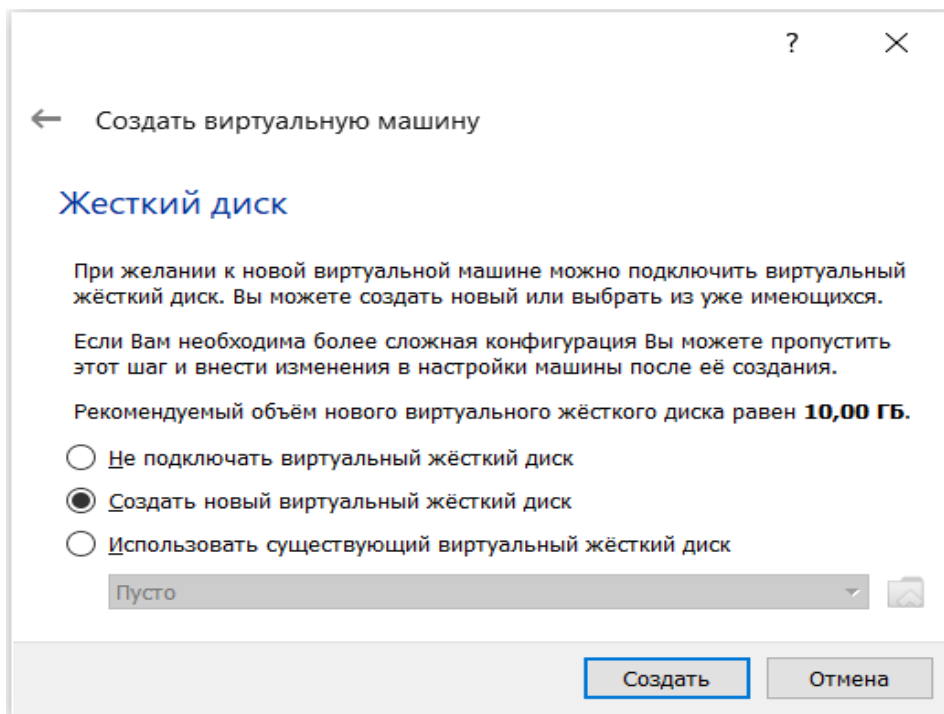 ?
Создать виртуальную машину
Жесткий диск
При желании к новой виртуальной машине можно подключить виртуальный
жёсткий диск. Вы можете создать новый или выбрать из уже имеющихся.
Если Вам необходима более сложная конфигурация Вы можете пропустить
этот шаг и внести изменения в настройки машины после её создания.
Рекомендуемый объём нового виртуального жёсткого диска равен 10,00 ГБ.
Не подключать виртуальный жёсткий диск
Создать новый виртуальный жёсткий диск
Использовать существующий виртуальный жёсткий диск
Пусто
Создать Отмена